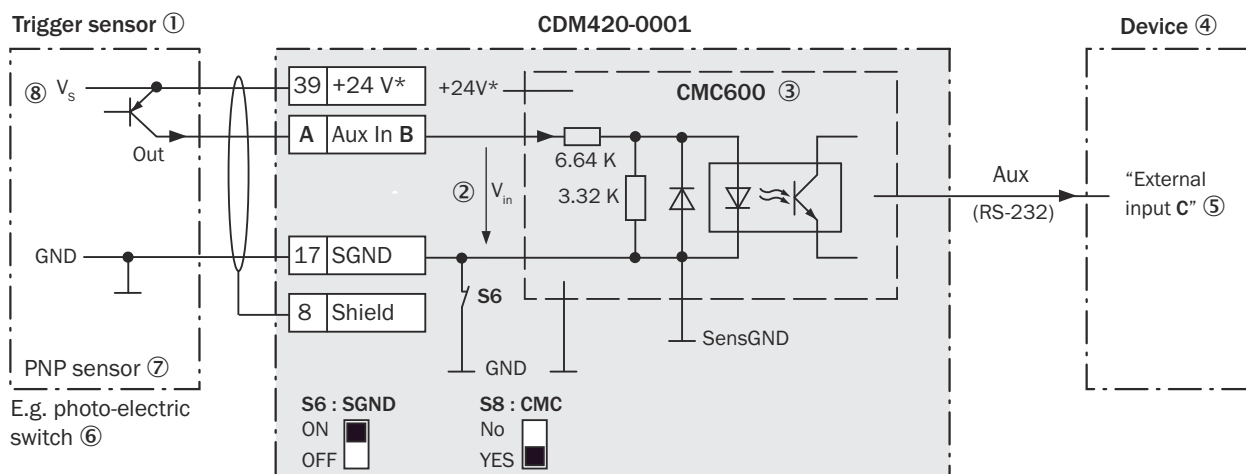 Trigger sensor ①
CDM420-0001
Device ④
⑧ Vs
39 +24 V*
+24V*
CMC600 ③
A Aux In B
Out
6.64 K
② Vin
3.32 K
Aux
(RS-232)
“External
input C” ⑤
GND
17 SGND
S6
8 Shield
SensGND
GND
PNP sensor ⑦
E.g. photo-electric
switch ⑥
S6 : SGND
ON
OFF
S8 : CMC
No
YES